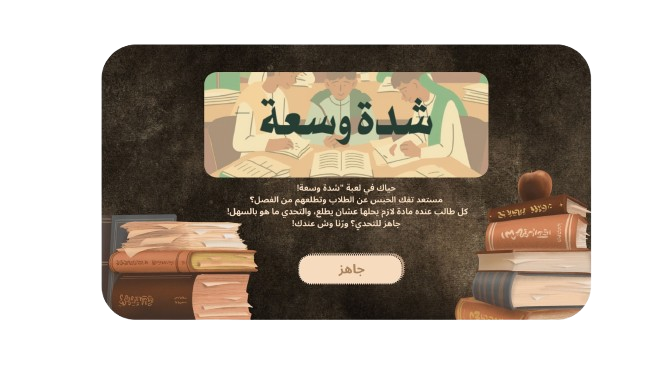 شدة وسعة
حياك في لعبة "شدة وسعة!
مستعد تفك الحبس عن الطلاب وتطلعهم من الفصل؟
كل طالب عنده مادة لازم يحلها عشان يطلع، والتحدي ما هو بالسهل!
جاهز للتحدي؟ ورّنا وش عندك!
جاهز